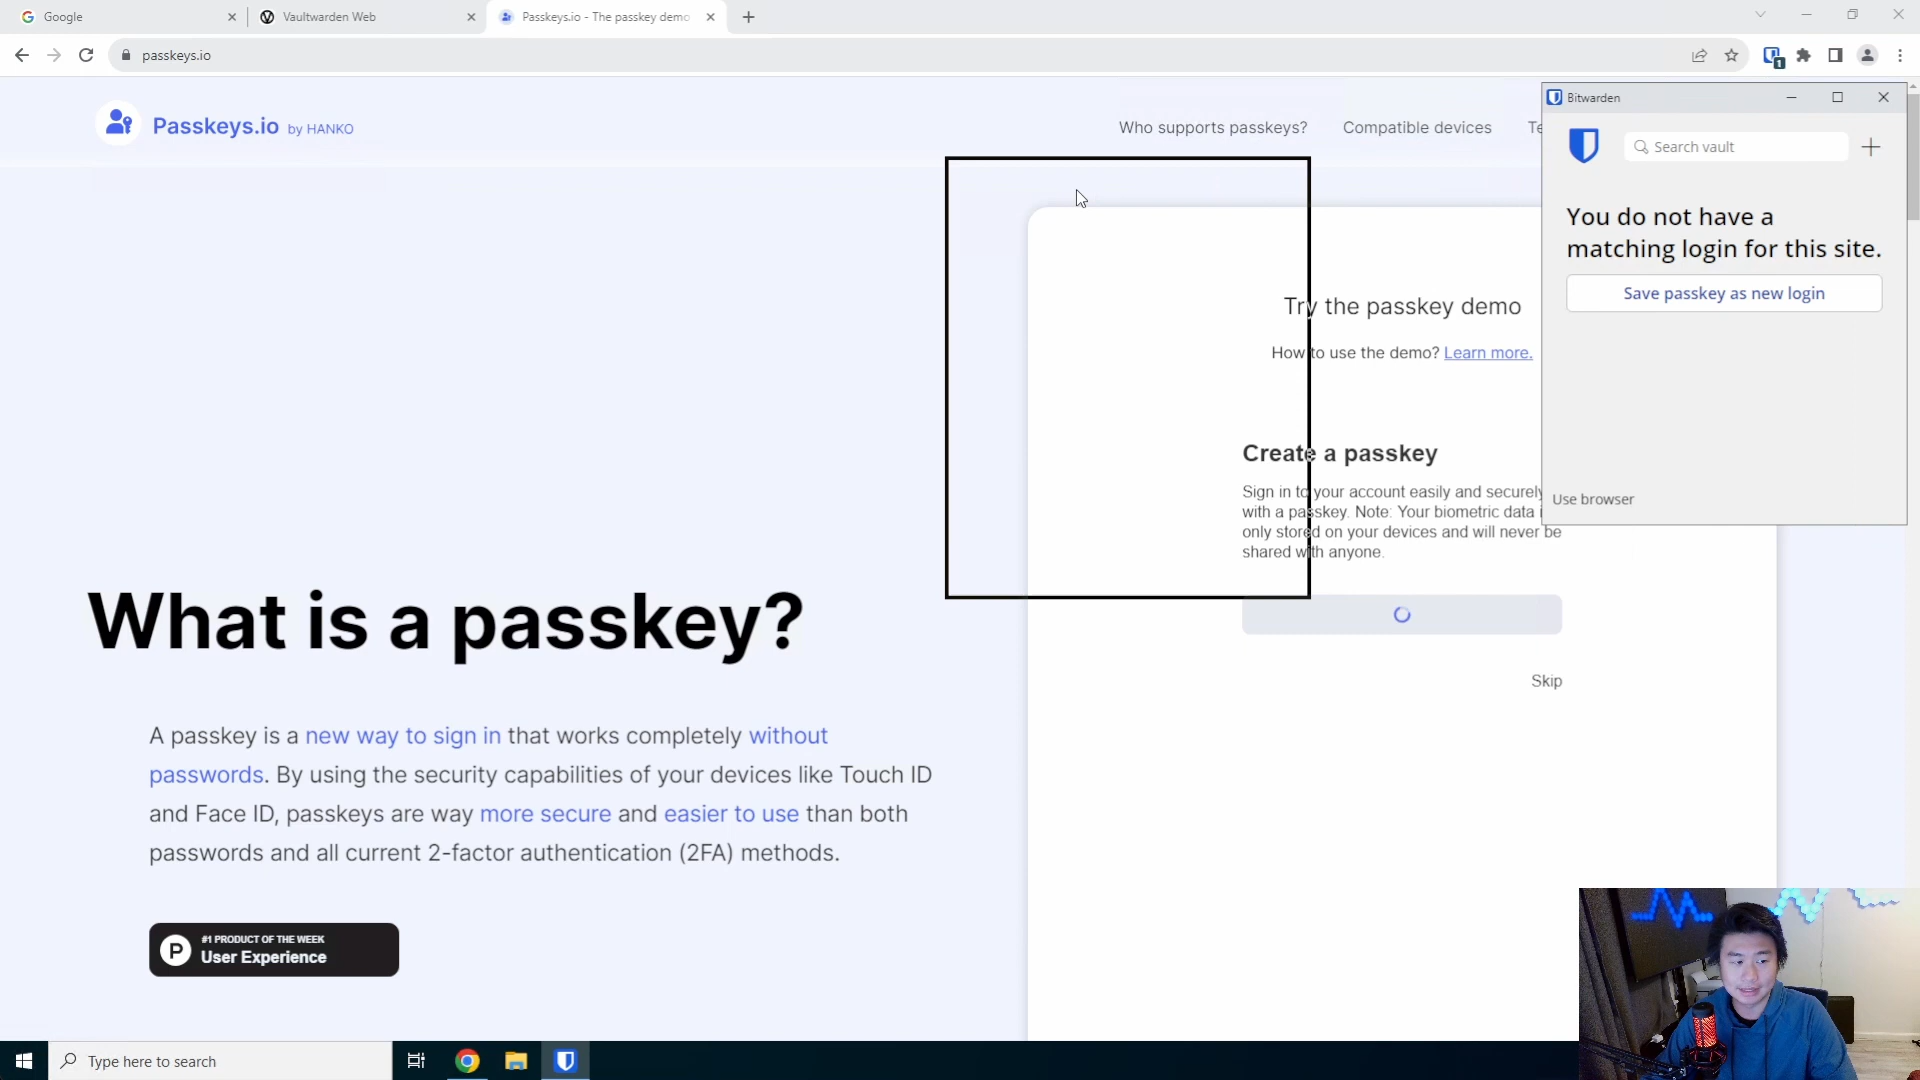 Google
Vaultwarden Web
Passkeys.io - The passkey demo
passkeys.io
1
Passkeys.io by HANKO
Who supports passkeys?
Compatible devices
Te
Bitwarden
Search vault
You do not have a
matching login for this site.
Save passkey as new login
Use browser
Try the passkey demo
How to use the demo? Learn more.
Create a passkey
Sign in to your account easily and securely
with a passkey. Note: Your biometric data i
only stored on your devices and will never be
shared with anyone.
Skip
What is a passkey?
A passkey is a new way to sign in that works completely without
passwords. By using the security capabilities of your devices like Touch ID
and Face ID, passkeys are way more secure and easier to use than both
passwords and all current 2-factor authentication (2FA) methods.
P
#1 PRODUCT OF THE WEEK
User Experience
Type here to search